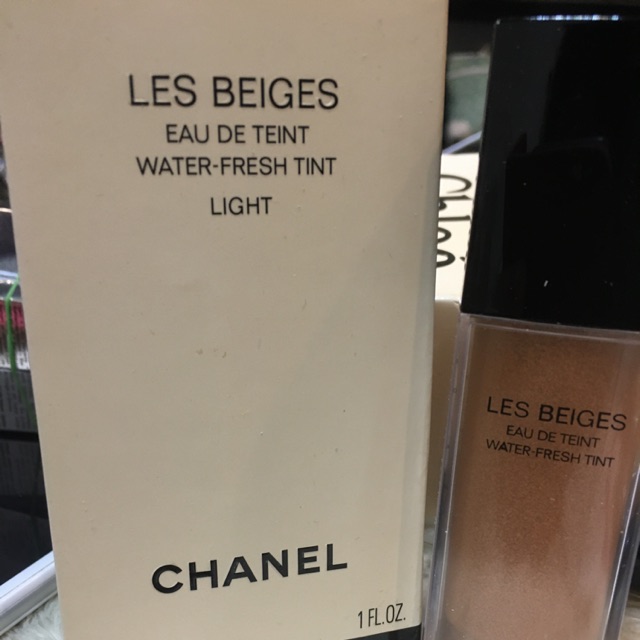 LES BEIGES
EAU DE TEINT
WATER-FRESH TINT
LIGHT
CHANEL
1 FL.OZ.
Chloé
LES BEIGES
EAU DE TEINT
WATER-FRESH TINT